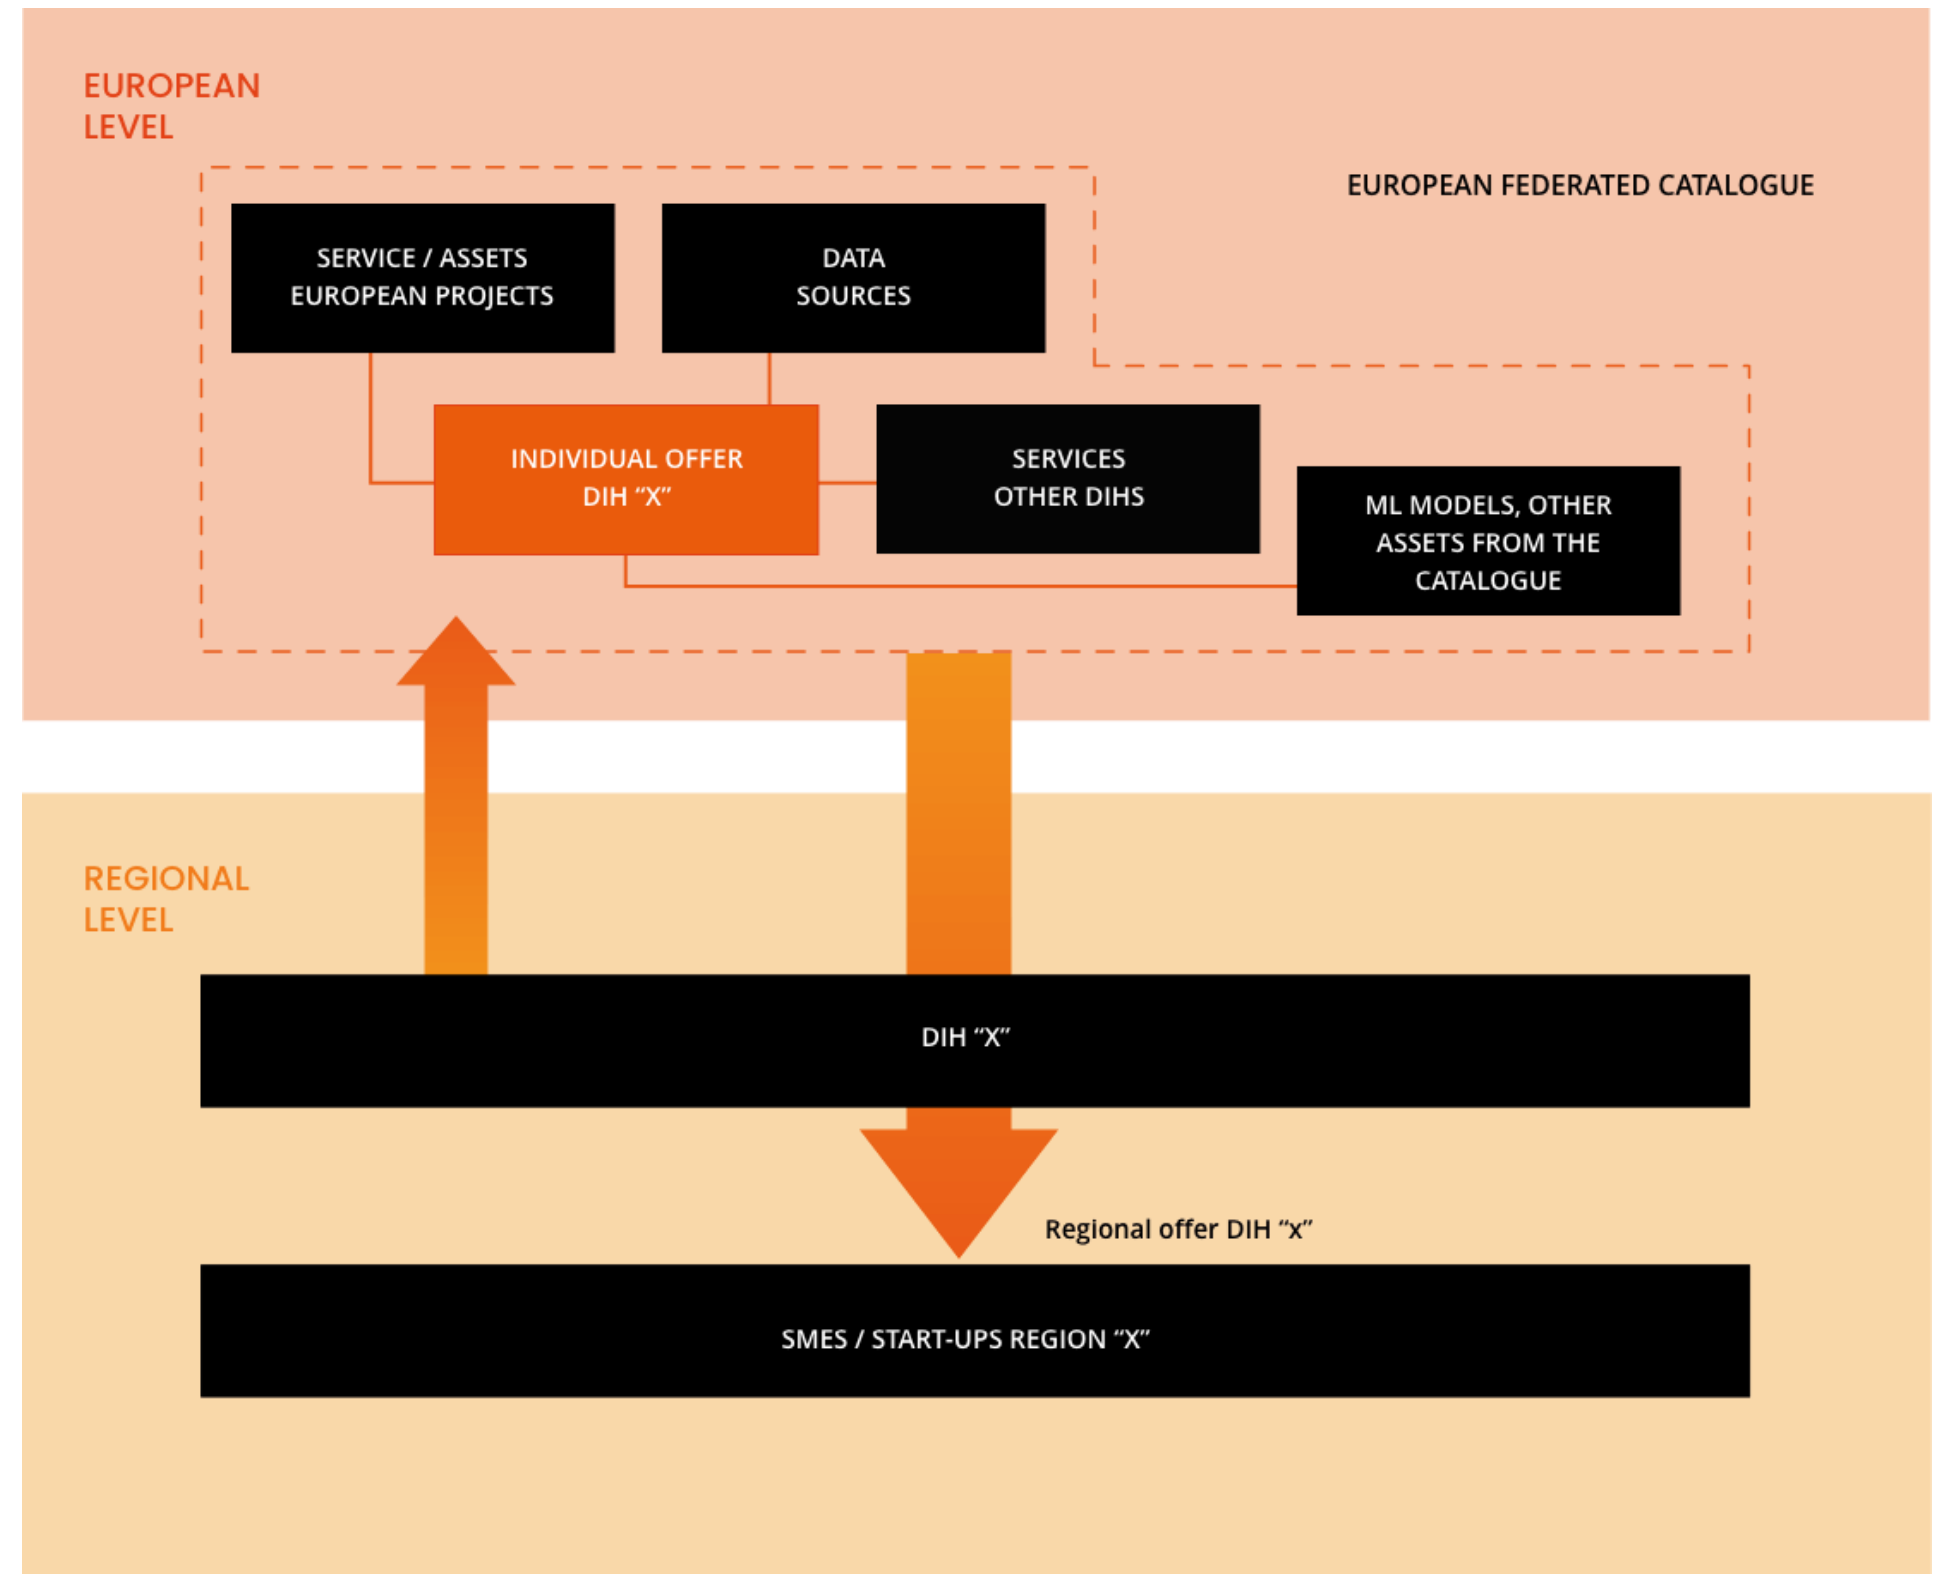 EUROPEAN
LEVEL
EUROPEAN FEDERATED CATALOGUE
SERVICE / ASSETS
EUROPEAN PROJECTS
DATA
SOURCES
INDIVIDUAL OFFER
DIH “X”
SERVICES
OTHER DIHS
ML MODELS, OTHER
ASSETS FROM THE
CATALOGUE
REGIONAL
LEVEL
DIH “X”
Regional offer DIH “x”
SMES / START-UPS REGION “X”